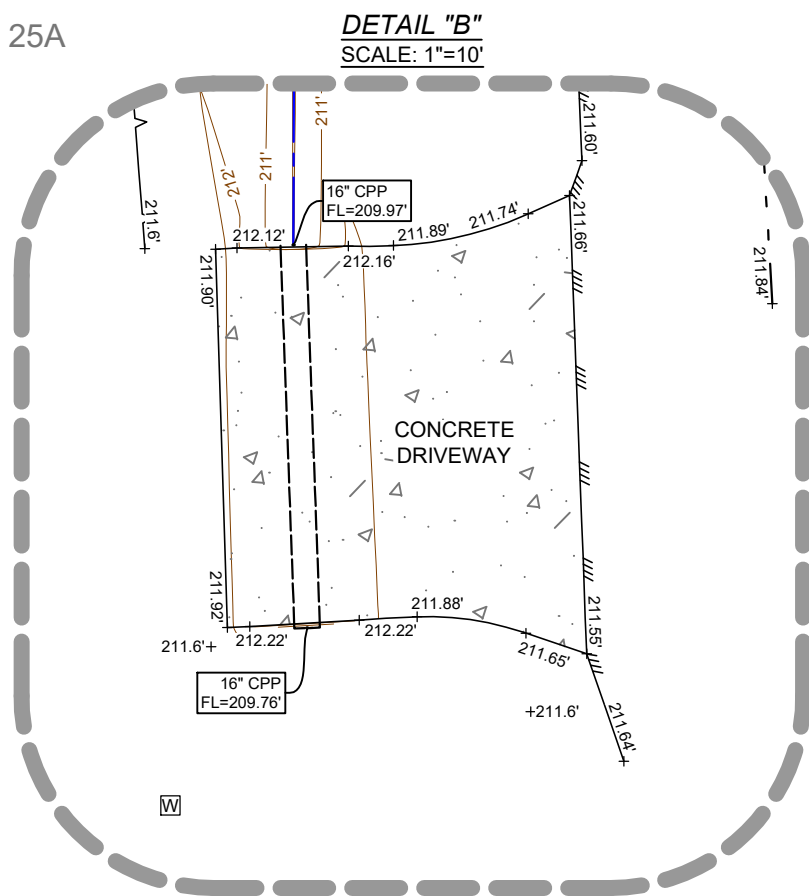 25A
DETAIL "B"
SCALE: 1"=10'
211.6'
212'
211'
211'
16" CPP
FL=209.97'
211.60'
212.12'
212.16'
211.89'
211.74'
211.66'
211.84'
211.90'
CONCRETE
DRIVEWAY
211.92'
211.6'+
212.22'
212.22'
211.88'
211.65'
211.55'
16" CPP
FL=209.76'
+211.6'
211.64'
W